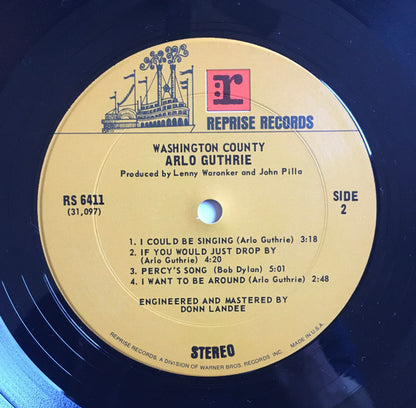 r
REPRISE RECORDS
WASHINGTON COUNTY
ARLO GUTHRIE
Produced by Lenny Waronker and John Pilla
RS 6411
(31,097)
SIDE
2
1. I COULD BE SINGING (Arlo Guthrie) 3:18
2. IF YOU WOULD JUST DROP BY
(Arlo Guthrie) 4:20
3. PERCY'S SONG (Bob Dylan) 5:01
4. I WANT TO BE AROUND (Arlo Guthrie) 2:48
ENGINEERED AND MASTERED BY
DONN LANDEE
STEREO
REPRISE RECORDS, A DIVISION OF WARNER BROS. RECORDS, INC. MADE IN U.S.A.